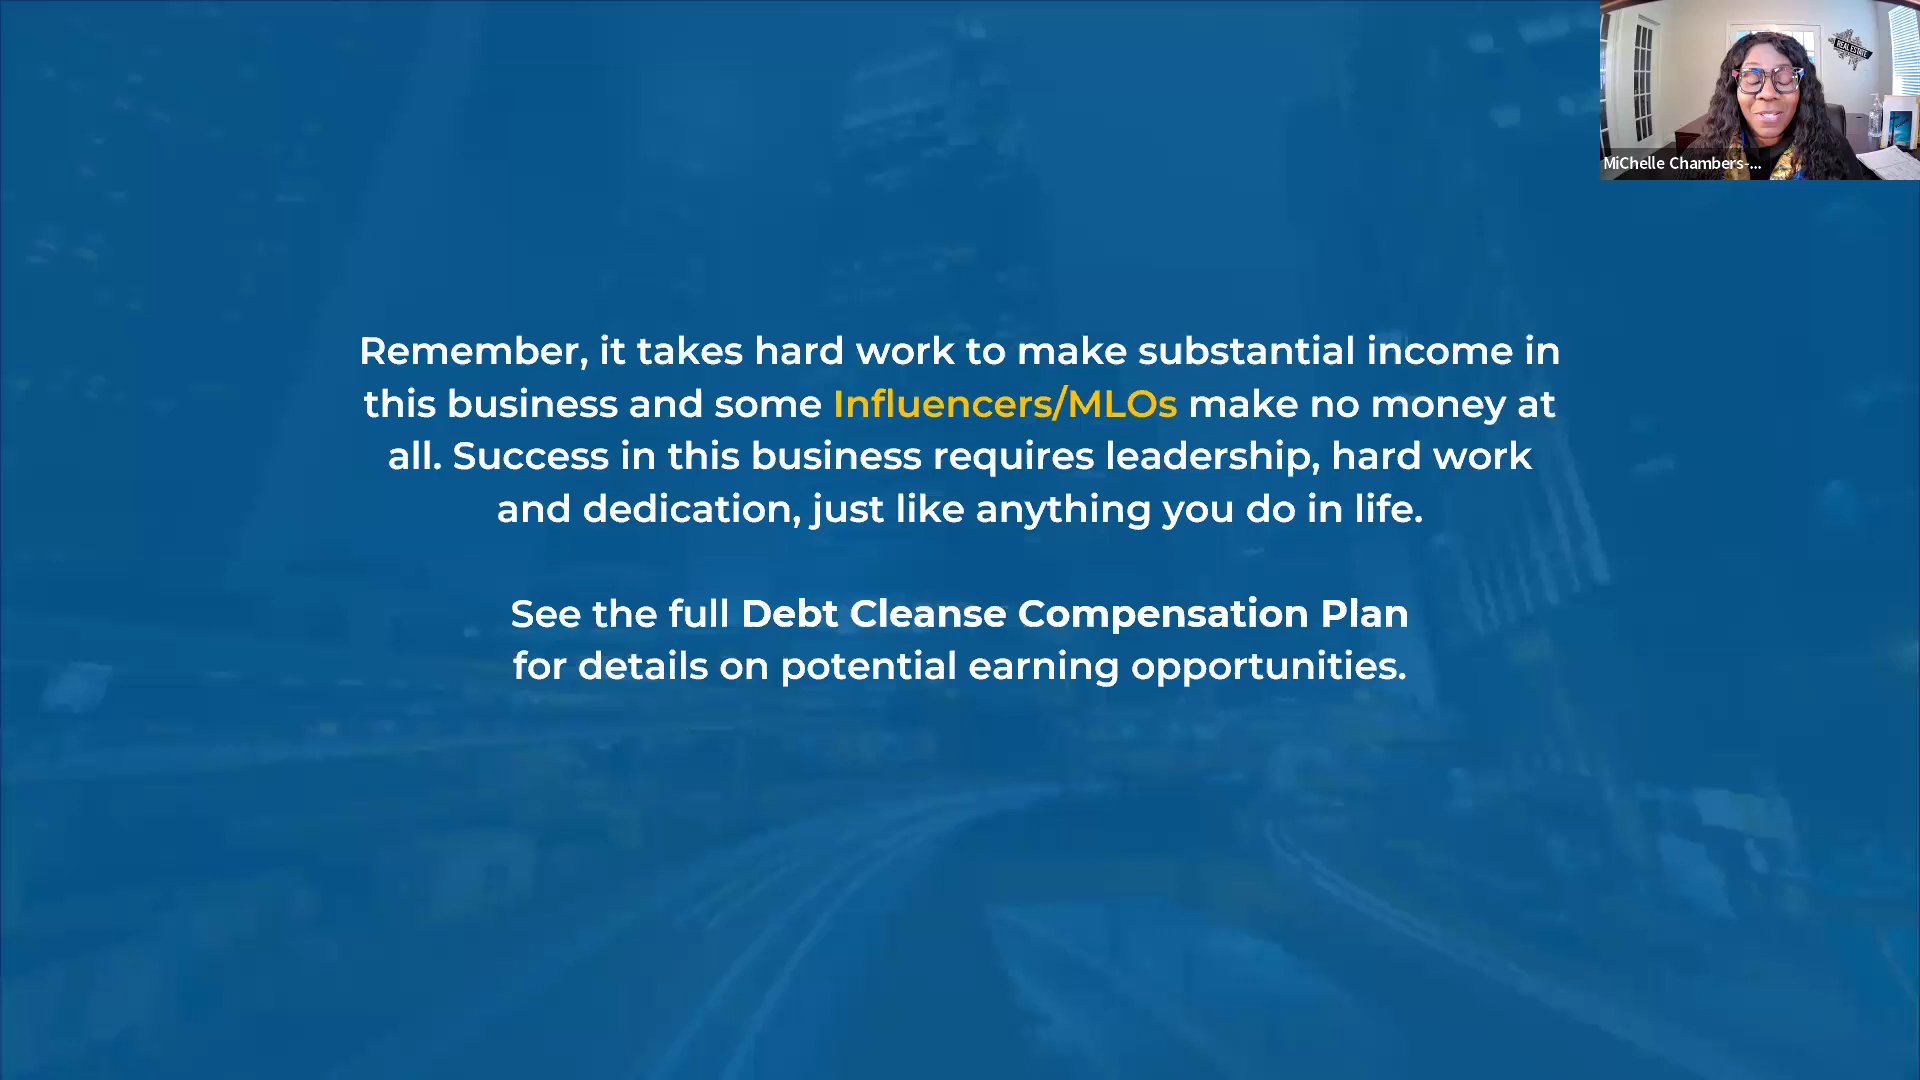 REAL ESTATE
MiChelle Chambers-...
Remember, it takes hard work to make substantial income in
this business and some Influencers/MLOs make no money at
all. Success in this business requires leadership, hard work
and dedication, just like anything you do in life.
See the full Debt Cleanse Compensation Plan
for details on potential earning opportunities.